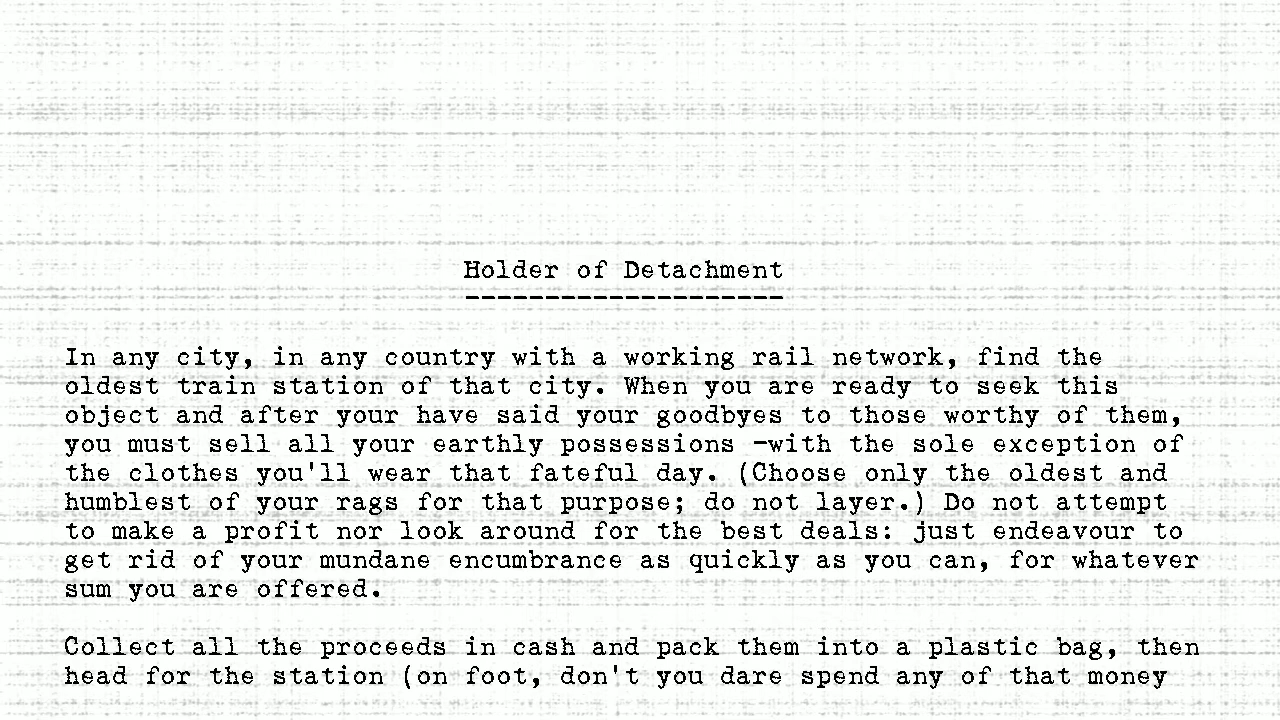 Holder of Detachment
--------------------
In any city, in any country with a working rail network, find the
oldest train station of that city. When you are ready to seek this
object and after your have said your goodbyes to those worthy of them,
you must sell all your earthly possessions -with the sole exception of
the clothes you'll wear that fateful day. (Choose only the oldest and
humblest of your rags for that purpose; do not layer.) Do not attempt
to make a profit nor look around for the best deals: just endeavour to
get rid of your mundane encumbrance as quickly as you can, for whatever
sum you are offered.
Collect all the proceeds in cash and pack them into a plastic bag, then
head for the station (on foot, don't you dare spend any of that money